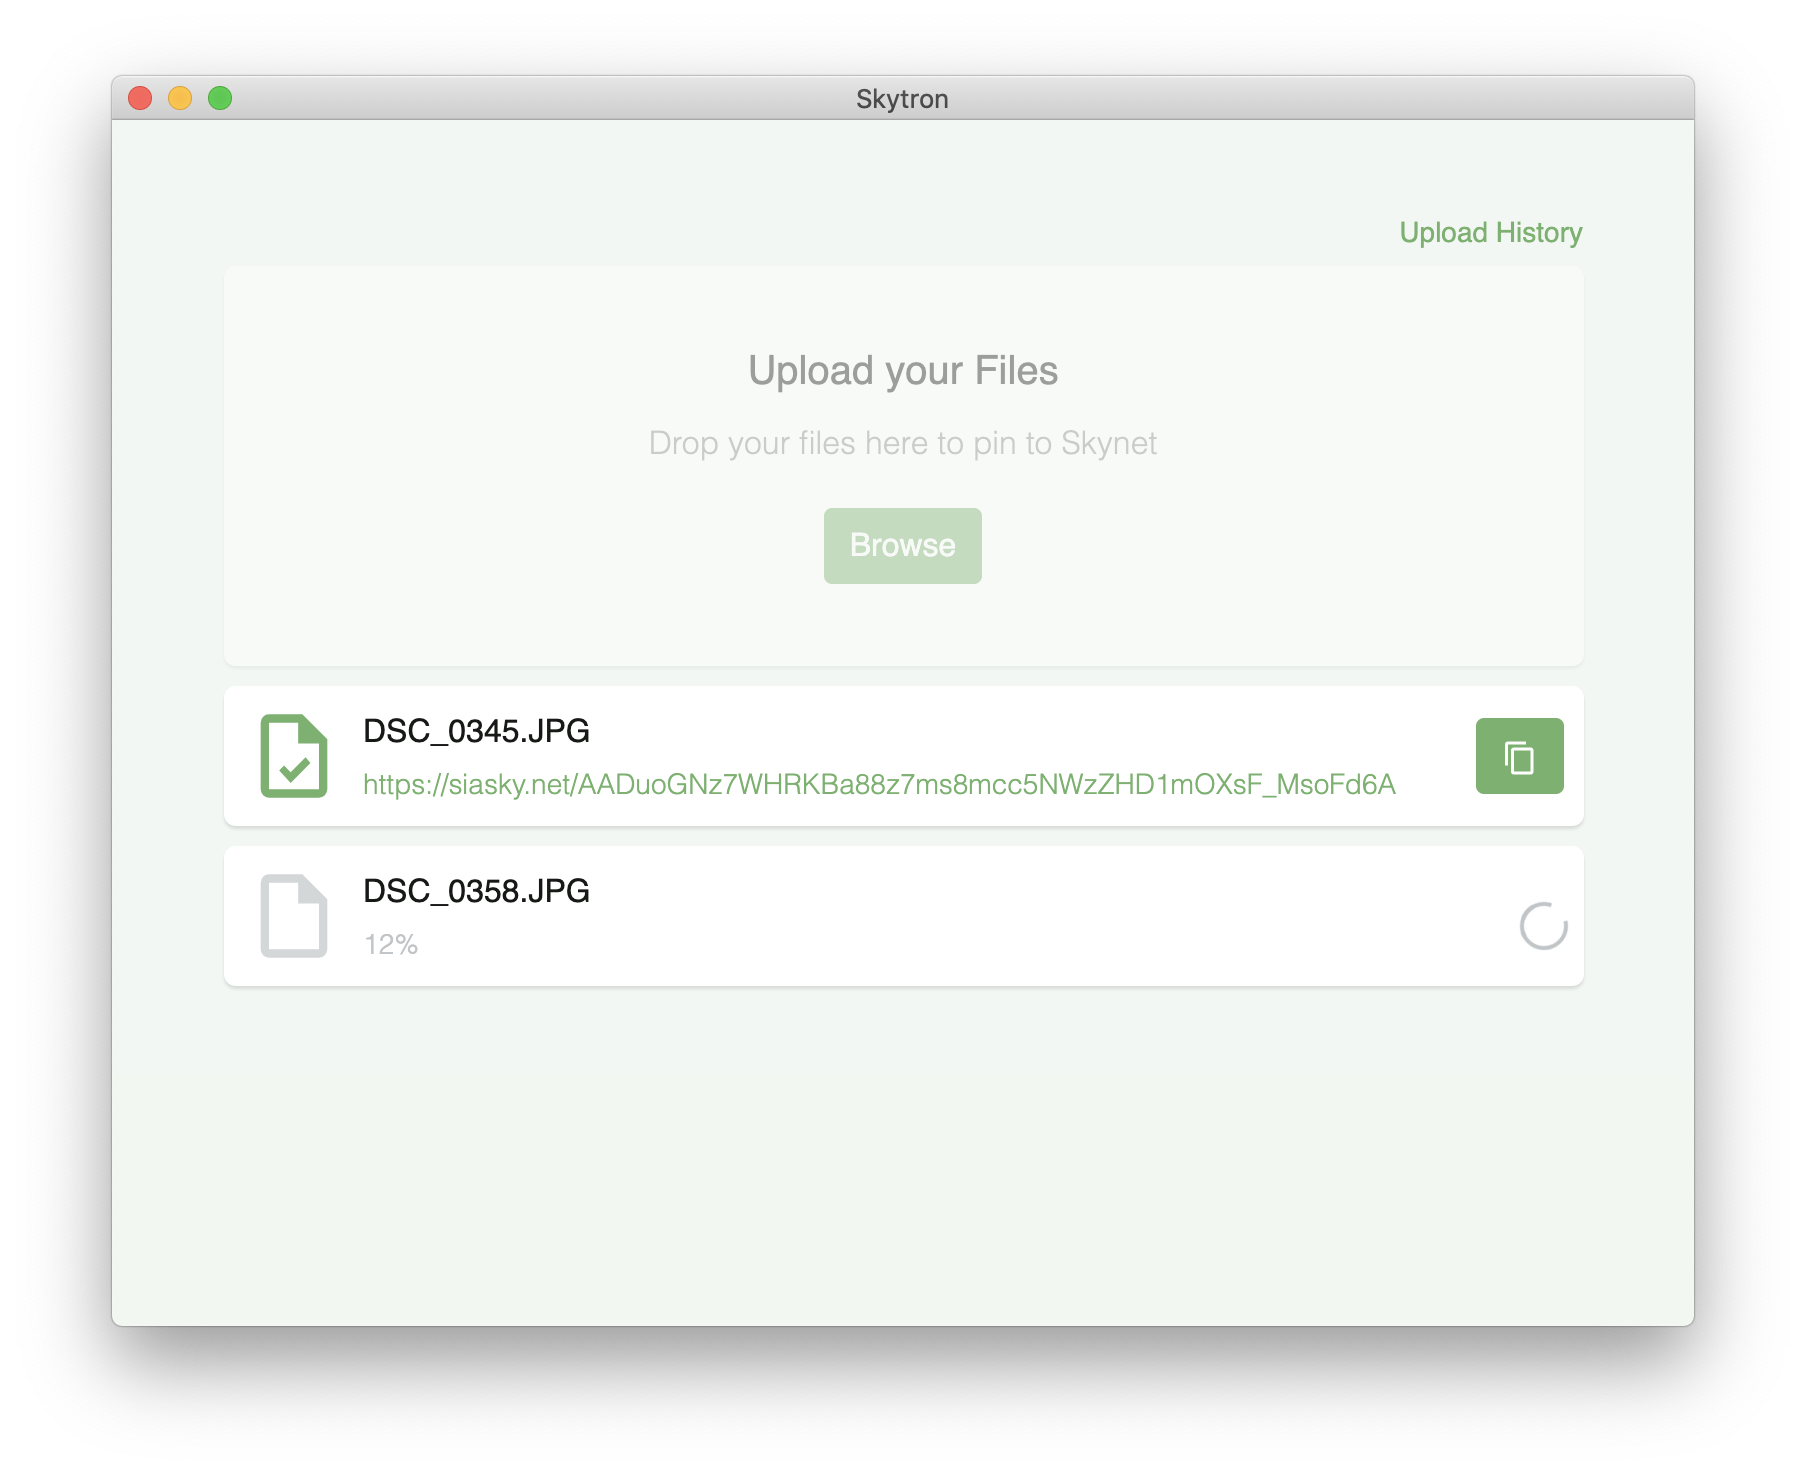 Skytron
Upload History
Upload your Files
Drop your files here to pin to Skynet
Browse
DSC_0345.JPG
https://siasky.net/AADuoGNz7WHRKBa88z7ms8mcc5NWzZHD1mOXsF_MsoFd6A
DSC_0358.JPG
12%